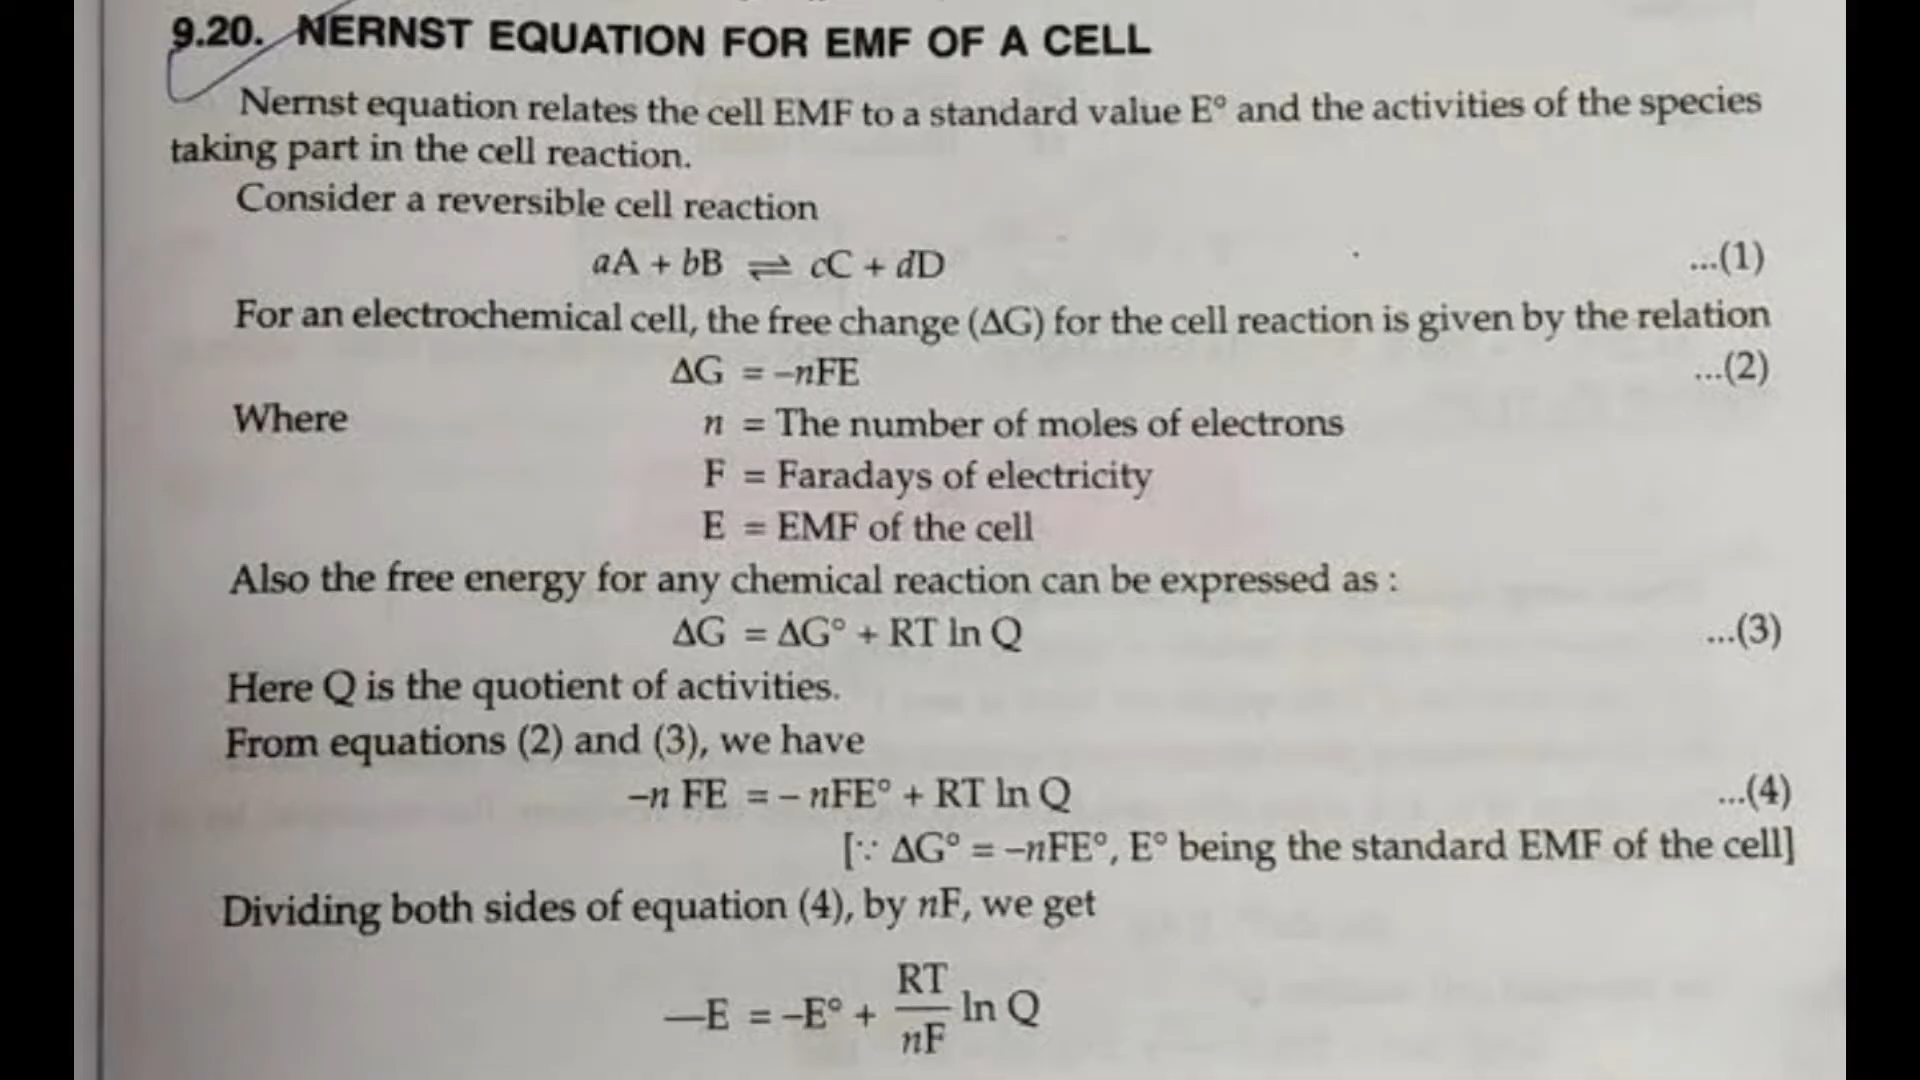 9.20. NERNST EQUATION FOR EMF OF A CELL
Nernst equation relates the cell EMF to a standard value E° and the activities of the species
taking part in the cell reaction.
Consider a reversible cell reaction
aA + bB ⇌ cC + dD ...(1)
For an electrochemical cell, the free change (ΔG) for the cell reaction is given by the relation
ΔG = –nFE ...(2)
Where n = The number of moles of electrons
F = Faradays of electricity
E = EMF of the cell
Also the free energy for any chemical reaction can be expressed as :
ΔG = ΔG° + RT ln Q ...(3)
Here Q is the quotient of activities.
From equations (2) and (3), we have
–n FE = – nFE° + RT ln Q ...(4)
[∵ ΔG° = –nFE°, E° being the standard EMF of the cell]
Dividing both sides of equation (4), by nF, we get
—E = –E° + RT/nF ln Q